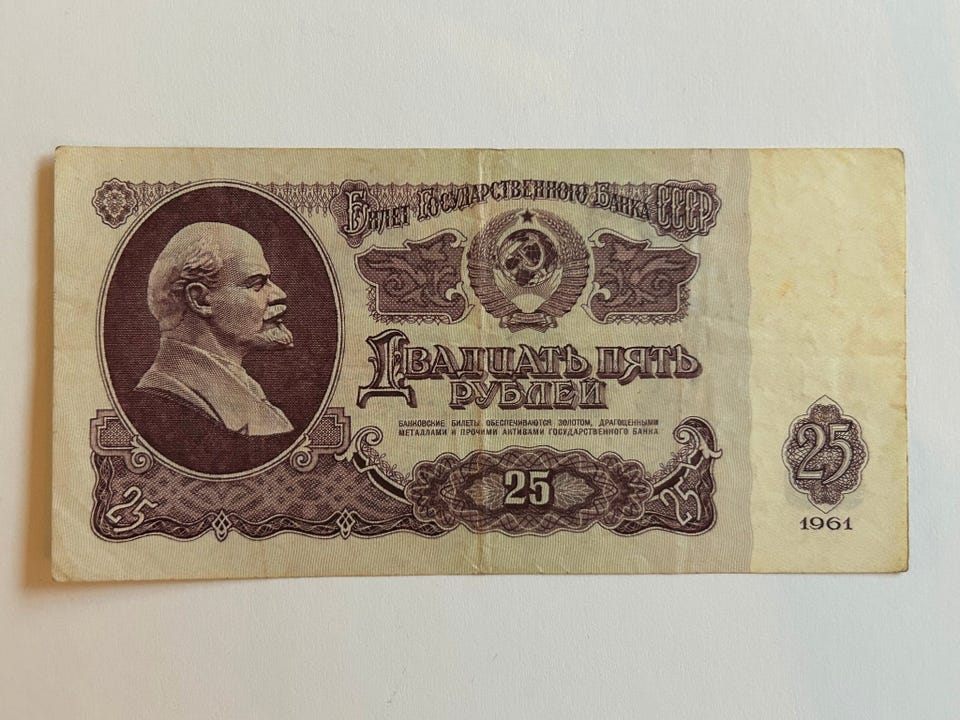 Билет Государственного Банка СССР
Двадцать пять
рублей
БАНКОВСКИЕ БИЛЕТЫ ОБЕСПЕЧИВАЮТСЯ ЗОЛОТОМ, ДРАГОЦЕННЫМИ
МЕТАЛЛАМИ И ПРОЧИМИ АКТИВАМИ ГОСУДАРСТВЕННОГО БАНКА
25
25
25
25
1961